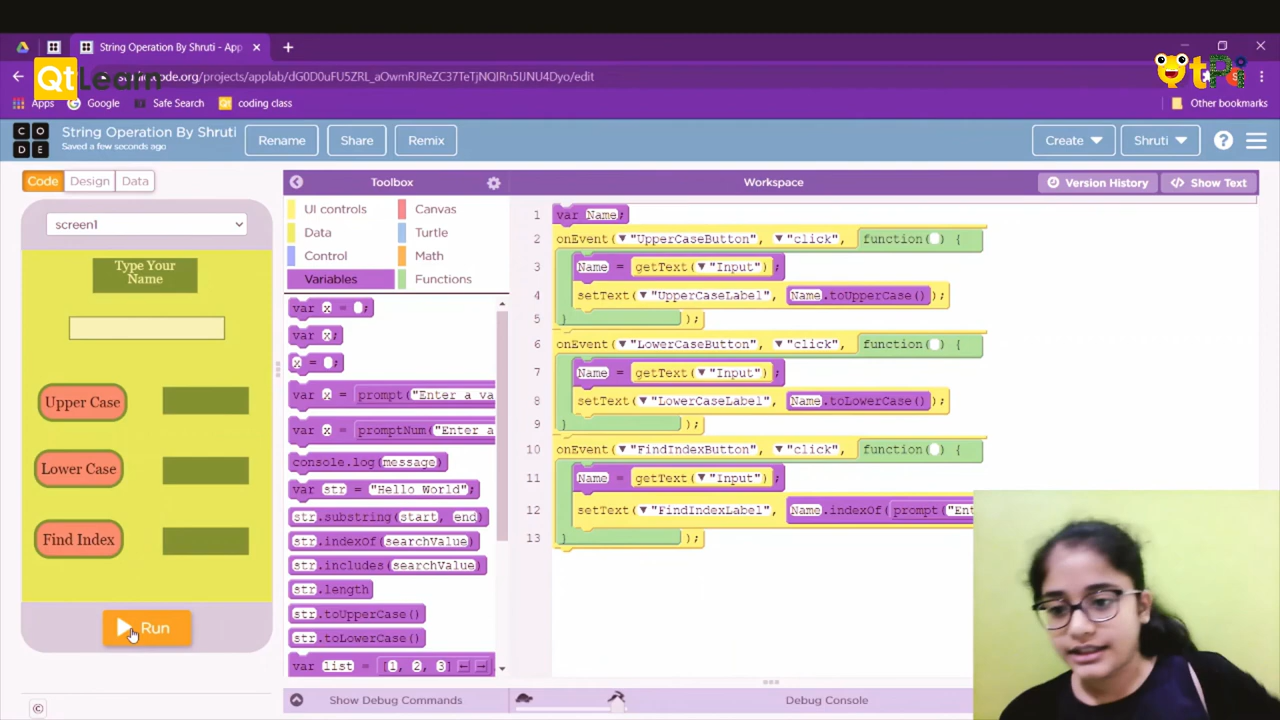 String Operation By Shruti - App
QtLearn
code.org/projects/applab/dG0D0uFU5ZRL_aOwmRUReZC37TeTjNQIRn5UNU4Dyo/edit
QtPi
Apps Google Safe Search coding class Other bookmarks
CODE
String Operation By Shruti
Saved a few seconds ago
Rename Share Remix Create Shruti ?
Code Design Data
Toolbox
Workspace
Version History
Show Text
screen1
Type Your
Name
Upper Case
Lower Case
Find Index
Run
UI controls Canvas
Data Turtle
Control Math
Variables Functions
var x = ;
var x;
x = ;
var x = prompt("Enter a va
var x = promptNum("Enter a
console.log(message)
var str = "Hello World";
str.substring(start, end)
str.indexOf(searchValue)
str.includes(searchValue)
str.length
str.toUpperCase()
str.toLowerCase()
var list = [1, 2, 3]
1 var Name;
2 onEvent("UpperCaseButton", "click", function( ) {
3 Name = getText("Input");
4 setText("UpperCaseLabel", Name.toUpperCase());
5 } );
6 onEvent("LowerCaseButton", "click", function( ) {
7 Name = getText("Input");
8 setText("LowerCaseLabel", Name.toLowerCase());
9 } );
10 onEvent("FindIndexButton", "click", function( ) {
11 Name = getText("Input");
12 setText("FindIndexLabel", Name.indexOf(prompt("Ent
13 } );
©
Show Debug Commands
Debug Console